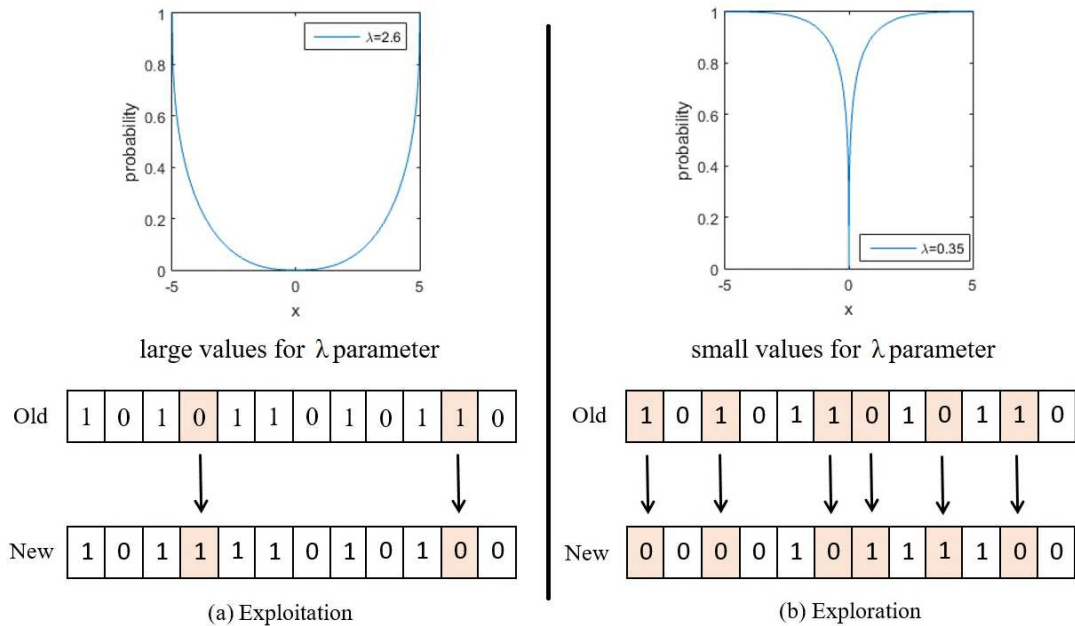 1
0.8
0.6
0.4
0.2
0
probability
λ=2.6
-5 0 5
x
large values for λ parameter
Old 1 0 1 0 1 1 0 1 0 1 1 0
New 1 0 1 1 1 1 0 1 0 1 0 0
(a) Exploitation
1
0.8
0.6
0.4
0.2
0
probability
λ=0.35
-5 0 5
x
small values for λ parameter
Old 1 0 1 0 1 1 0 1 0 1 1 0
New 0 0 0 0 1 0 1 1 1 1 0 0
(b) Exploration